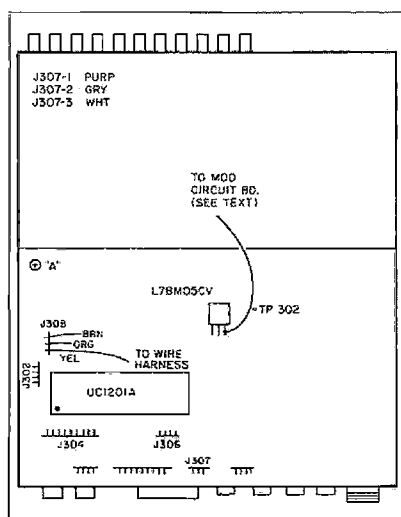 J307-1 PURP
J307-2 GRY
J307-3 WHT
TO MOD
CIRCUIT BD.
(SEE TEXT)
"A"
L78M05CV
TP 302
J308
BRN
ORG
YEL
TO WIRE
HARNESS
J302
UC1201A
J304
J306
J307